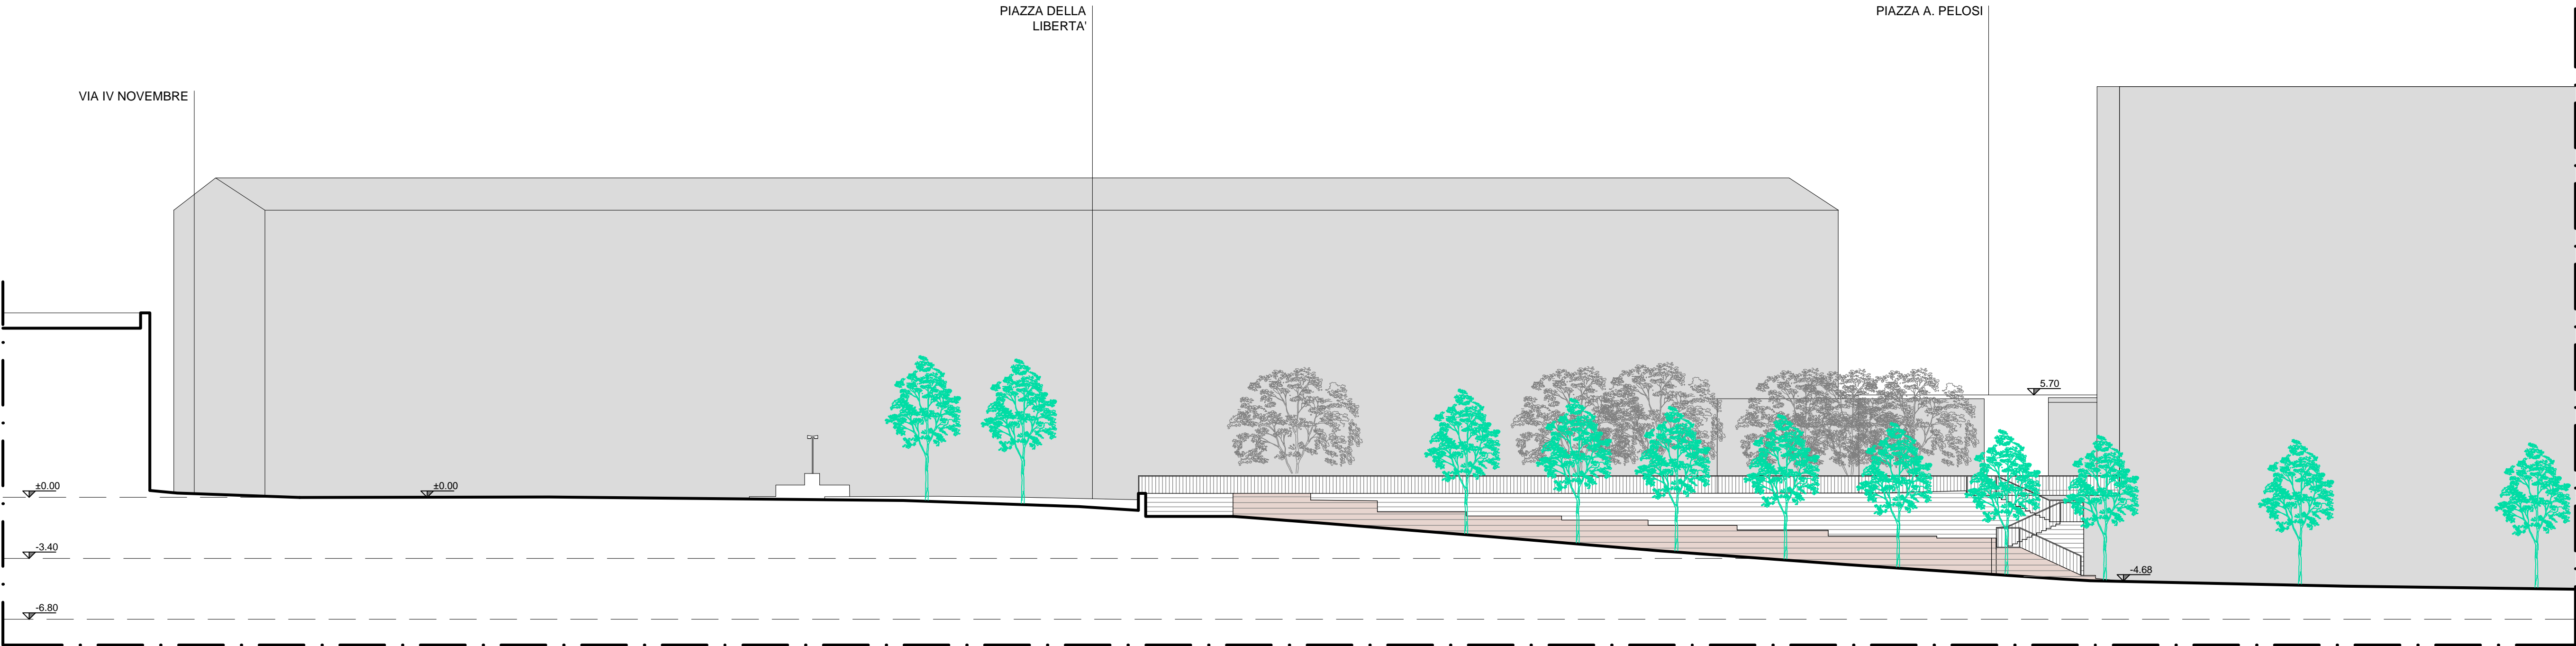 PIAZZA DELLA
LIBERTA'
PIAZZA A. PELOSI
VIA IV NOVEMBRE
5.70
±0.00
±0.00
-3.40
-4.68
-6.80